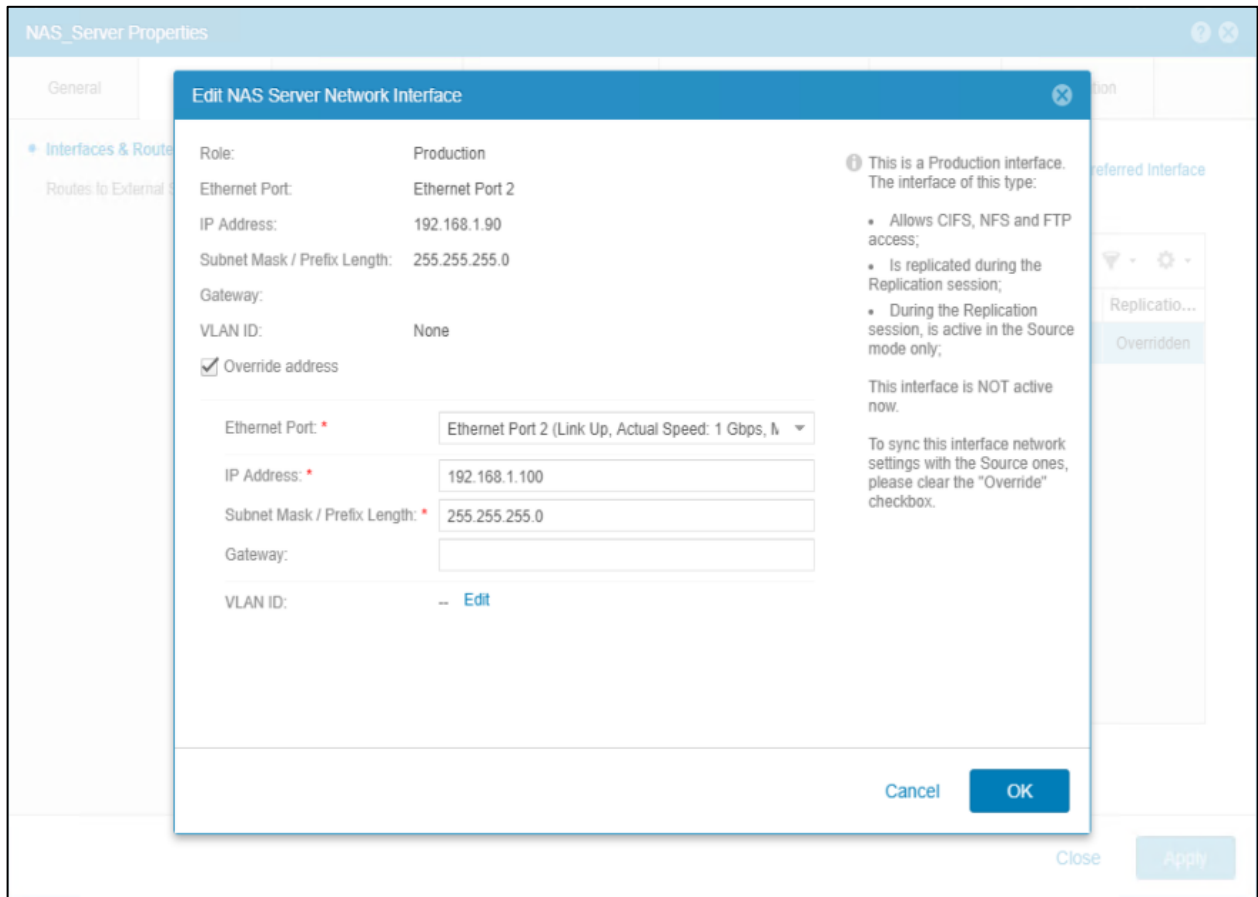 NAS_Server Properties
General
tion
Edit NAS Server Network Interface
Interfaces & Route
Routes to External S
referred Interface
Role: Production
Ethernet Port: Ethernet Port 2
IP Address: 192.168.1.90
Subnet Mask / Prefix Length: 255.255.255.0
Gateway:
VLAN ID: None
Override address
Ethernet Port: * Ethernet Port 2 (Link Up, Actual Speed: 1 Gbps, M
IP Address: * 192.168.1.100
Subnet Mask / Prefix Length: * 255.255.255.0
Gateway:
VLAN ID: -- Edit
This is a Production interface.
The interface of this type:
• Allows CIFS, NFS and FTP
access;
• Is replicated during the
Replication session;
• During the Replication
session, is active in the Source
mode only;
This interface is NOT active
now.
To sync this interface network
settings with the Source ones,
please clear the "Override"
checkbox.
Replicatio...
Overridden
Cancel
OK
Close
Apply